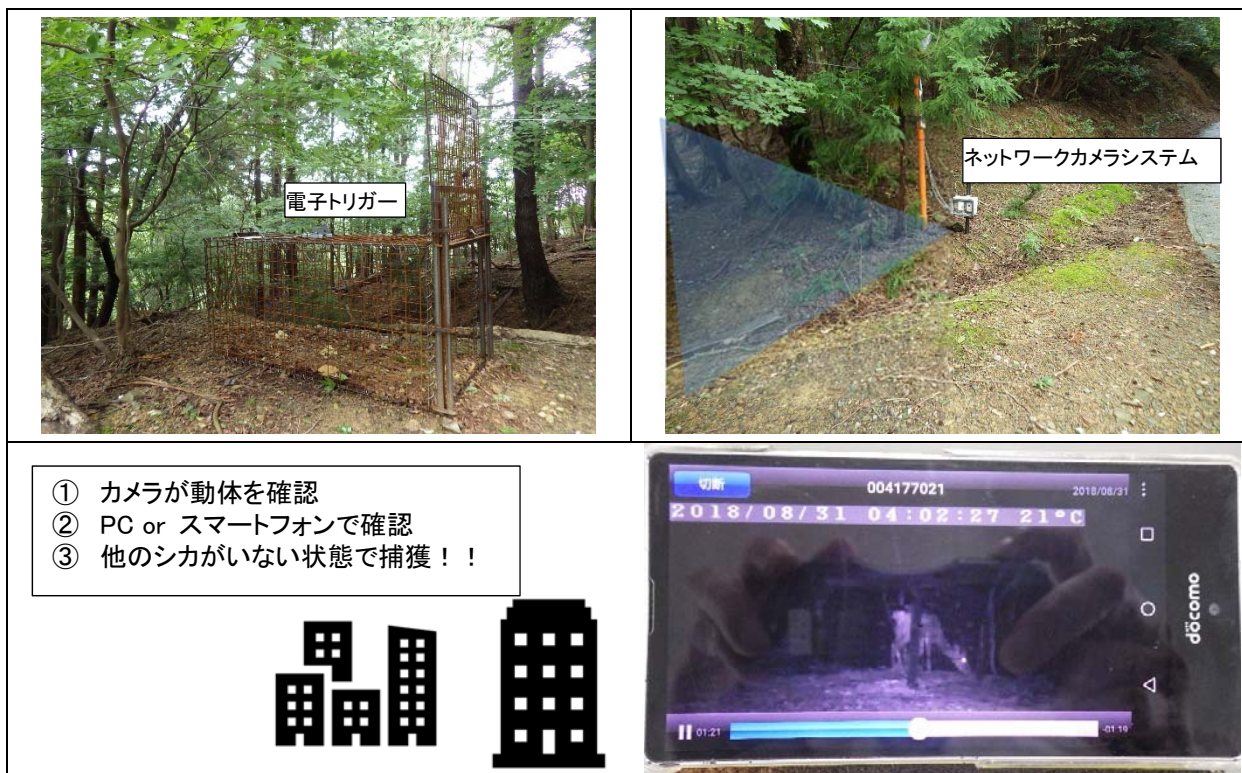 電子トリガー
ネットワークカメラシステム
① カメラが動体を確認
② PC or スマートフォンで確認
③ 他のシカがいない状態で捕獲！！
切断
004177021
2018/08/31
2018/08/31 04:02:27 21°C
01:21
-01:19
döcomo